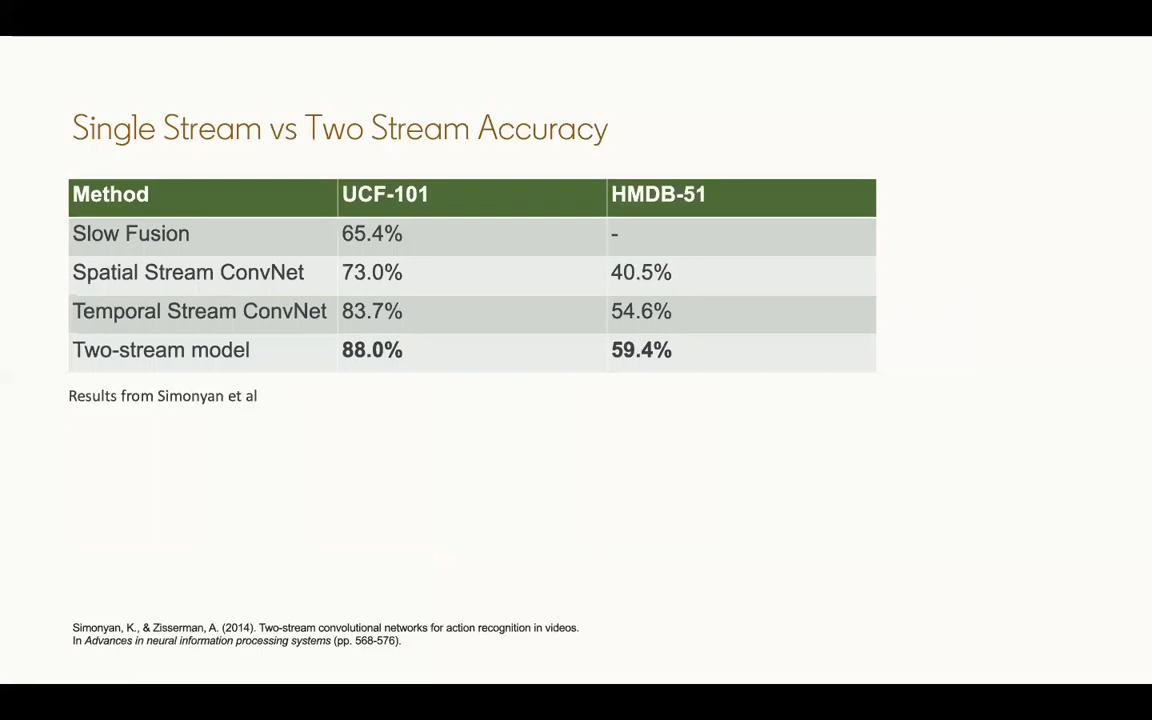 Single Stream vs Two Stream Accuracy
Method UCF-101 HMDB-51
Slow Fusion 65.4% -
Spatial Stream ConvNet 73.0% 40.5%
Temporal Stream ConvNet 83.7% 54.6%
Two-stream model 88.0% 59.4%
Results from Simonyan et al
Simonyan, K., & Zisserman, A. (2014). Two-stream convolutional networks for action recognition in videos.
In Advances in neural information processing systems (pp. 568-576).